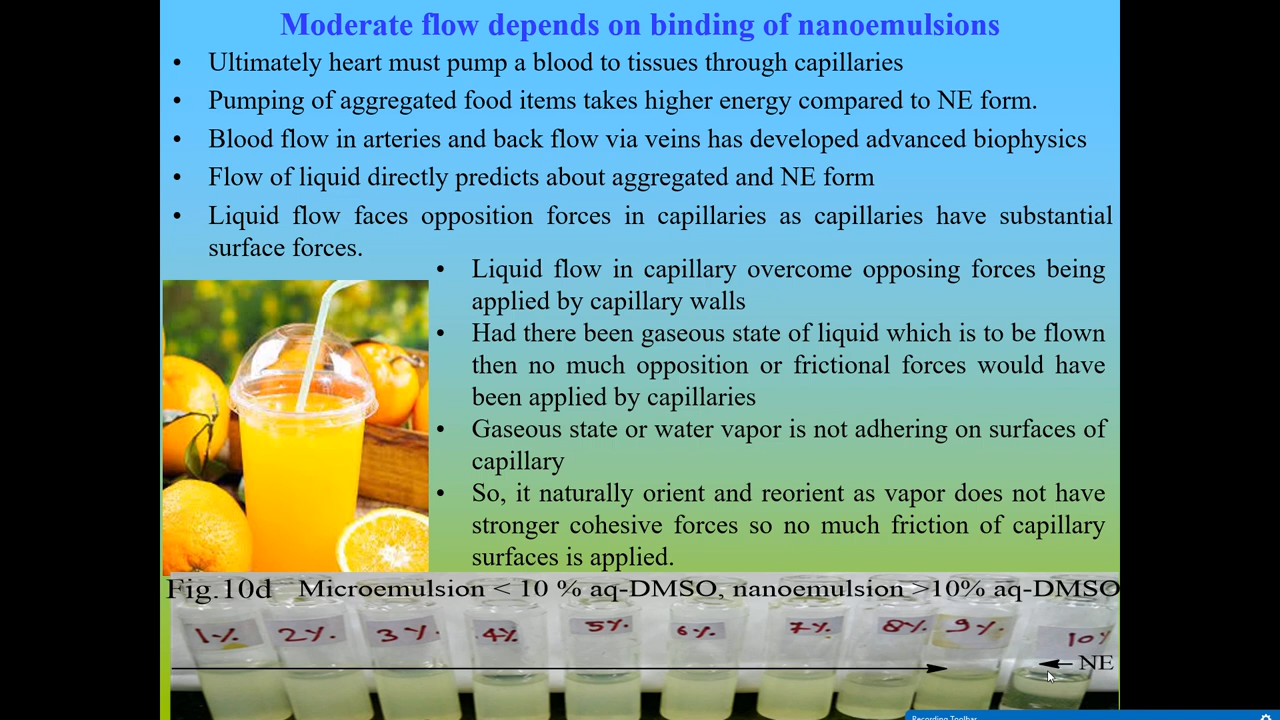 Moderate flow depends on binding of nanoemulsions
• Ultimately heart must pump a blood to tissues through capillaries
• Pumping of aggregated food items takes higher energy compared to NE form.
• Blood flow in arteries and back flow via veins has developed advanced biophysics
• Flow of liquid directly predicts about aggregated and NE form
• Liquid flow faces opposition forces in capillaries as capillaries have substantial
surface forces.
• Liquid flow in capillary overcome opposing forces being
applied by capillary walls
• Had there been gaseous state of liquid which is to be flown
then no much opposition or frictional forces would have
been applied by capillaries
• Gaseous state or water vapor is not adhering on surfaces of
capillary
• So, it naturally orient and reorient as vapor does not have
stronger cohesive forces so no much friction of capillary
surfaces is applied.
Fig.10d Microemulsion < 10 % aq-DMSO, nanoemulsion >10% aq-DMSO
1% 2% 3% 4% 5% 6% 7% 8% 9% 10%
NE
Recording Toolbar